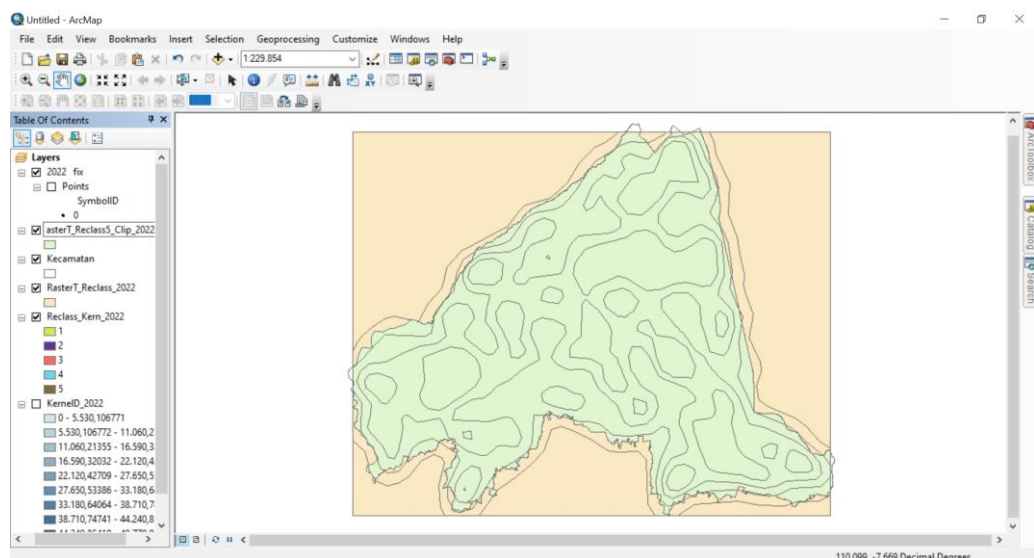 Untitled - ArcMap
File Edit View Bookmarks Insert Selection Geoprocessing Customize Windows Help
1:229.854
Table Of Contents
Layers
2022 fix
Points
SymbolID
0
asterT_Reclass5_Clip_2022
Kecamatan
RasterT_Reclass_2022
Reclass_Kern_2022
1
2
3
4
5
KernelD_2022
0 - 5.530,106771
5.530,106772 - 11.060,2
11.060,21355 - 16.590,3
16.590,32032 - 22.120,4
22.120,42709 - 27.650,5
27.650,53386 - 33.180,6
33.180,64064 - 38.710,7
38.710,74741 - 44.240,8
ArcToolbox
Catalog
Search
110,099 -7,669 Decimal Degrees